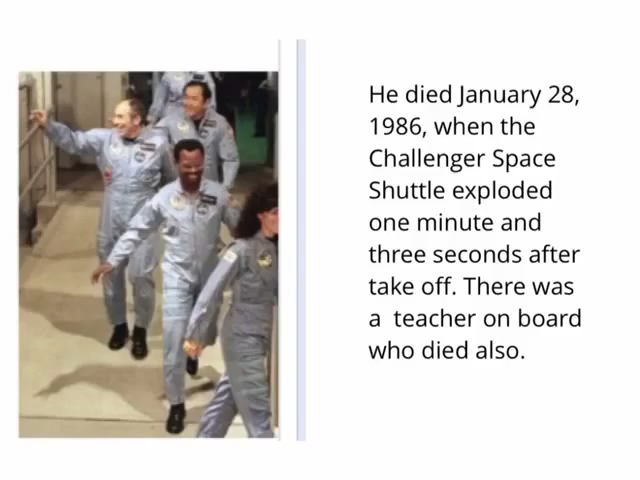 He died January 28,
1986, when the
Challenger Space
Shuttle exploded
one minute and
three seconds after
take off. There was
a  teacher on board
who died also.